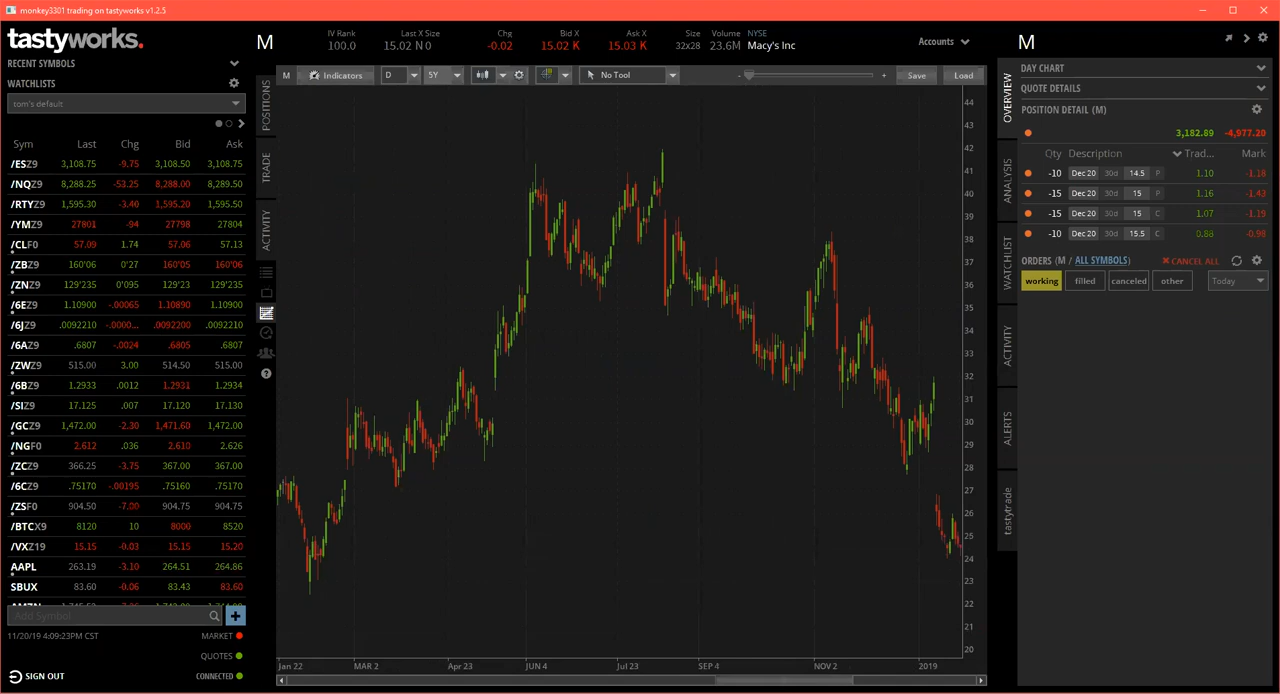 monkey3301 trading on tastyworks v1.2.5
tastyworks.
RECENT SYMBOLS
WATCHLISTS
tom's default
Sym Last Chg Bid Ask
/ESZ9 3,108.75 -9.75 3,108.50 3,108.75
/NQZ9 8,288.25 -53.25 8,288.00 8,289.50
/RTYZ9 1,595.30 -3.40 1,595.20 1,595.50
/YMZ9 27801 -94 27798 27804
/CLF0 57.09 1.74 57.06 57.13
/ZBZ9 160'06 0'27 160'05 160'06
/ZNZ9 129'235 0'095 129'23 129'235
/6EZ9 1.10900 -.00065 1.10890 1.10900
/6JZ9 .0092210 -.0000... .0092200 .0092210
/6AZ9 .6807 -.0024 .6805 .6807
/ZWZ9 515.00 3.00 514.50 515.00
/6BZ9 1.2933 .0012 1.2931 1.2934
/SIZ9 17.125 .007 17.120 17.130
/GCZ9 1,472.00 -2.30 1,471.60 1,472.00
/NGF0 2.612 .036 2.610 2.626
/ZCZ9 366.25 -3.75 367.00 367.00
/6CZ9 .75170 -.00195 .75160 .75170
/ZSF0 904.50 -7.00 904.75 904.75
/BTCX9 8120 10 8000 8520
/VXZ19 15.15 -0.03 15.15 15.20
AAPL 263.19 -3.10 264.51 264.86
SBUX 83.60 -0.06 83.43 83.60
Add Symbol
11/20/19 4:09:23PM CST MARKET
QUOTES
SIGN OUT CONNECTED
M
IV Rank Last X Size Chg Bid X Ask X Size Volume NYSE
100.0 15.02 N 0 -0.02 15.02 K 15.03 K 32x28 23.6M Macy's Inc
Accounts
POSITIONS
TRADE
ACTIVITY
M Indicators D 5Y No Tool - + Save Load
44
43
42
41
40
39
38
37
36
35
34
33
32
31
30
29
28
27
26
25
24
23
22
21
20
Jan 22 MAR 2 Apr 23 JUN 4 Jul 23 SEP 4 NOV 2 2019
OVERVIEW
ANALYSIS
WATCHLIST
ACTIVITY
ALERTS
tastytrade
M
DAY CHART
QUOTE DETAILS
POSITION DETAIL (M)
3,182.89 -4,977.20
Qty Description Trad... Mark
-10 Dec 20 30d 14.5 P 1.10 -1.18
-15 Dec 20 30d 15 P 1.16 -1.43
-15 Dec 20 30d 15 C 1.07 -1.19
-10 Dec 20 30d 15.5 C 0.88 -0.98
ORDERS (M / ALL SYMBOLS) CANCEL ALL
working filled canceled other Today